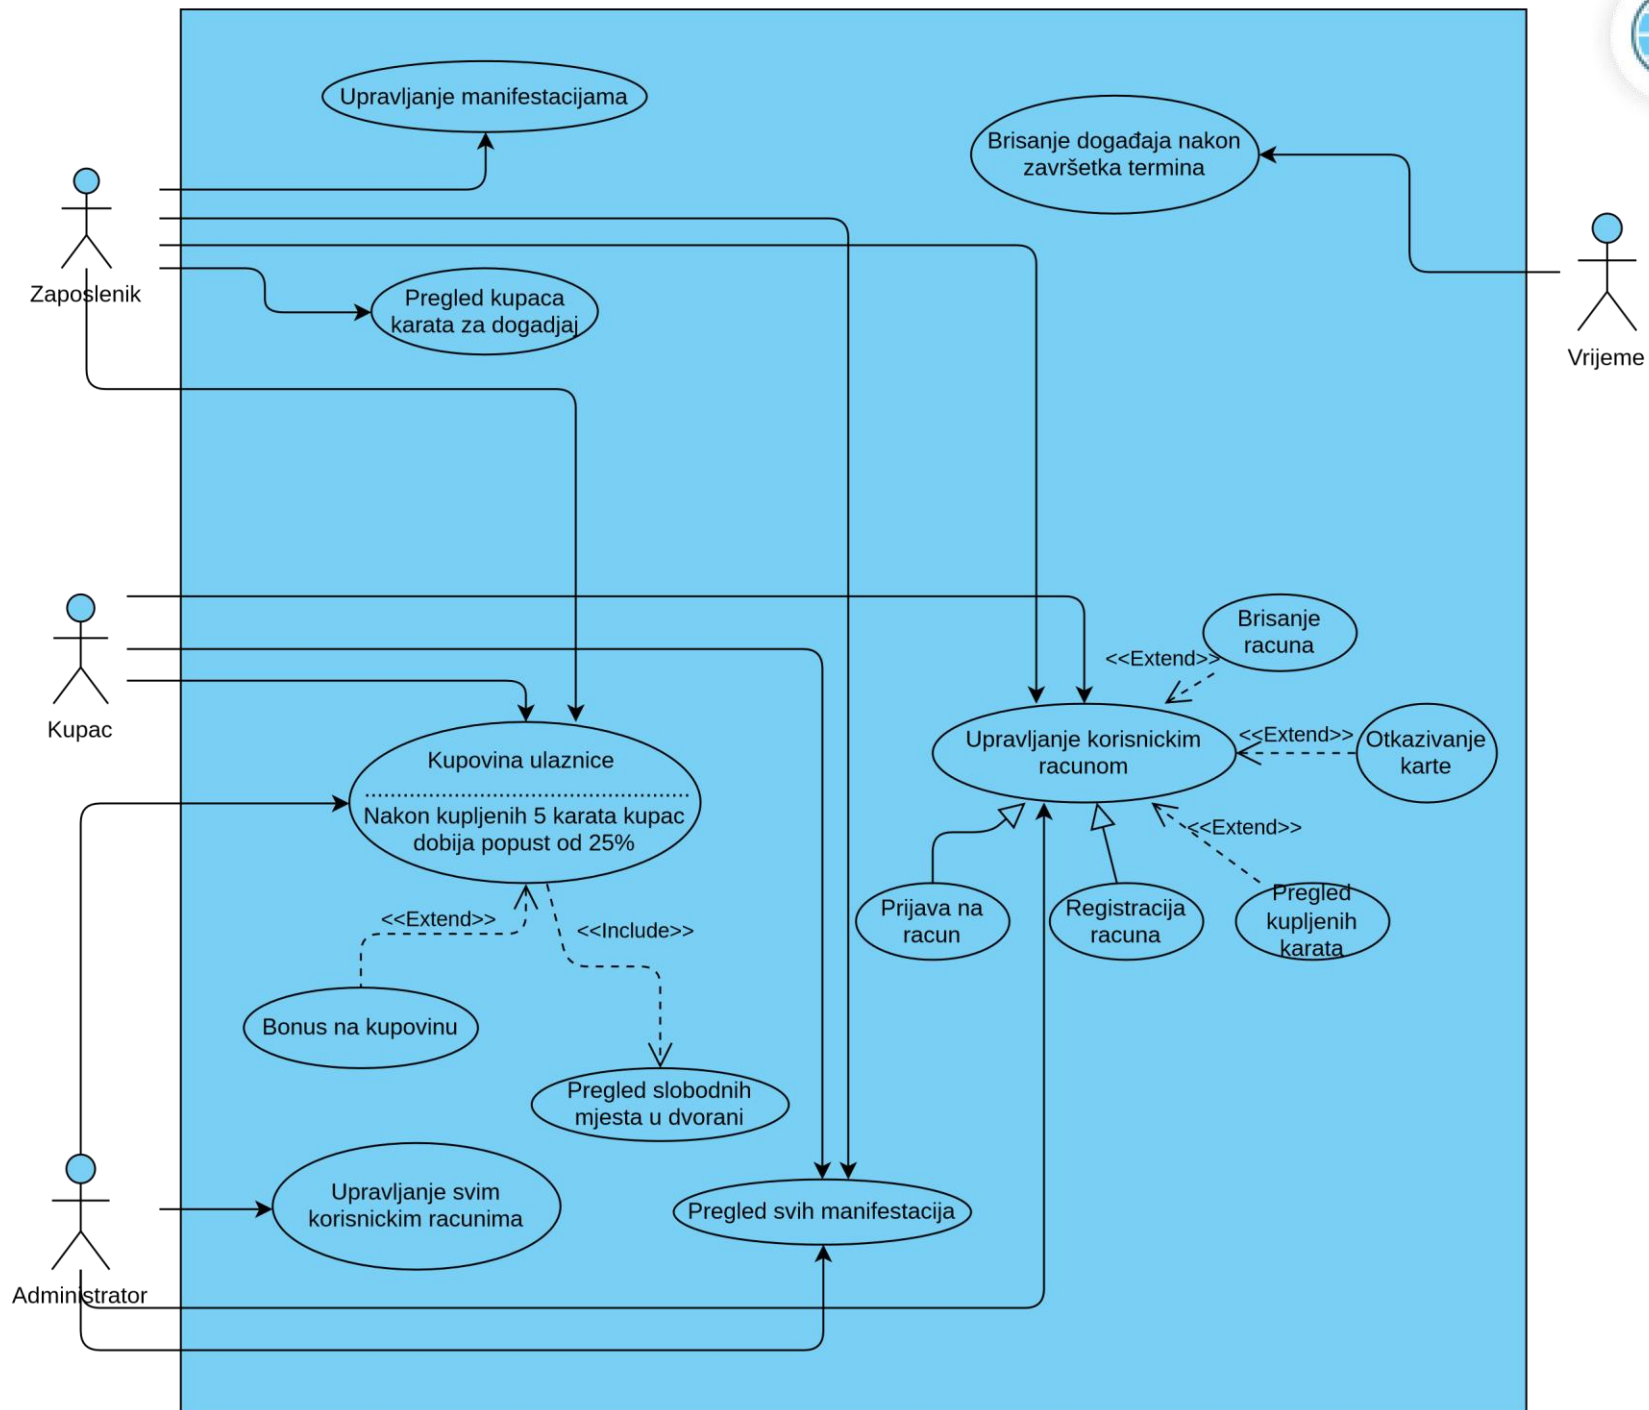 Upravljanje manifestacijama
Brisanje događaja nakon
završetka termina
Zaposlenik
Pregled kupaca
karata za dogadjaj
Vrijeme
Kupac
Brisanje
racuna
<<Extend>>
Kupovina ulaznice
Nakon kupljenih 5 karata kupac
dobija popust od 25%
Upravljanje korisnickim
racunom
<<Extend>>
Otkazivanje
karte
<<Extend>>
Prijava na
racun
Registracija
racuna
Pregled
kupljenih
karata
<<Extend>>
<<Include>>
Bonus na kupovinu
Pregled slobodnih
mjesta u dvorani
Administrator
Upravljanje svim
korisnickim racunima
Pregled svih manifestacija